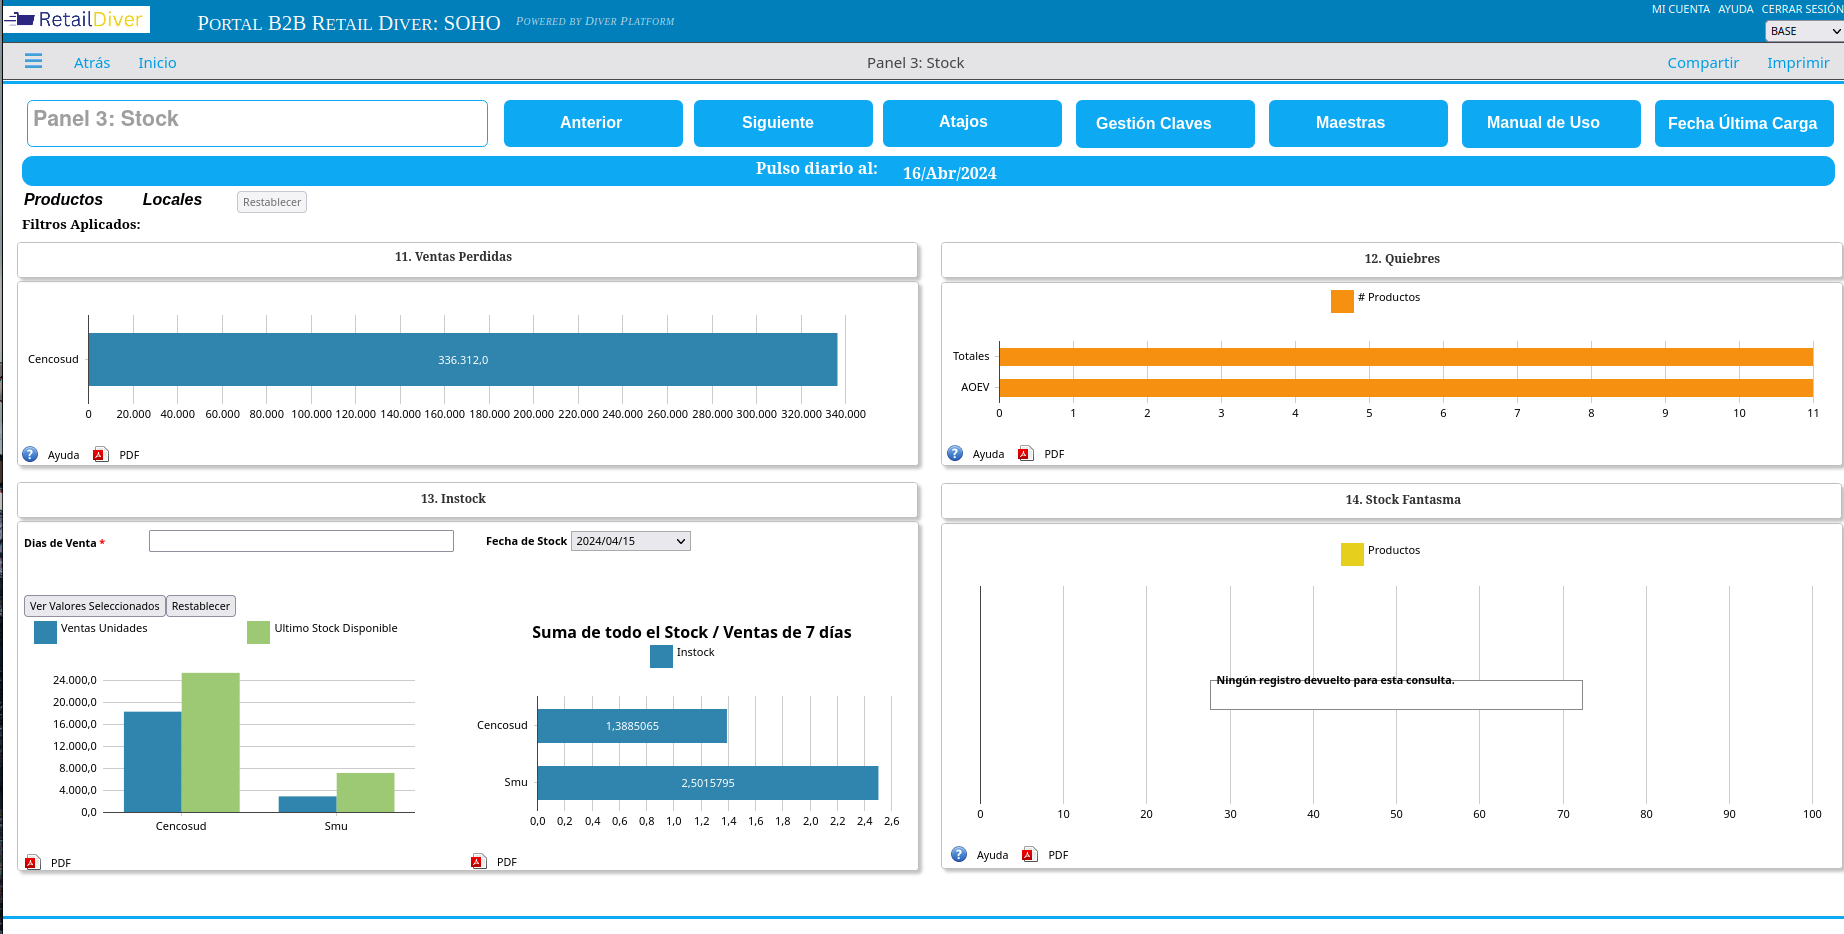 RetailDiver
Portal B2B Retail Diver: SOHO
Powered by Diver Platform
MI CUENTA AYUDA CERRAR SESIÓN
BASE
Atrás Inicio
Panel 3: Stock
Compartir Imprimir
Panel 3: Stock
Anterior
Siguiente
Atajos
Gestión Claves
Maestras
Manual de Uso
Fecha Última Carga
Pulso diario al: 16/Abr/2024
Productos Locales Restablecer
Filtros Aplicados:
11. Ventas Perdidas
Cencosud
336.312,0
0 20.000 40.000 60.000 80.000 100.000 120.000 140.000 160.000 180.000 200.000 220.000 240.000 260.000 280.000 300.000 320.000 340.000
Ayuda PDF
12. Quiebres
# Productos
Totales
AOEV
0 1 2 3 4 5 6 7 8 9 10 11
Ayuda PDF
13. Instock
Dias de Venta *
Fecha de Stock 2024/04/15
Ver Valores Seleccionados Restablecer
Ventas Unidades Ultimo Stock Disponible
24.000,0
20.000,0
16.000,0
12.000,0
8.000,0
4.000,0
0,0
Cencosud Smu
PDF
Suma de todo el Stock / Ventas de 7 días
Instock
Cencosud 1,3885065
Smu 2,5015795
0,0 0,2 0,4 0,6 0,8 1,0 1,2 1,4 1,6 1,8 2,0 2,2 2,4 2,6
PDF
14. Stock Fantasma
Productos
Ningún registro devuelto para esta consulta.
0 10 20 30 40 50 60 70 80 90 100
Ayuda PDF